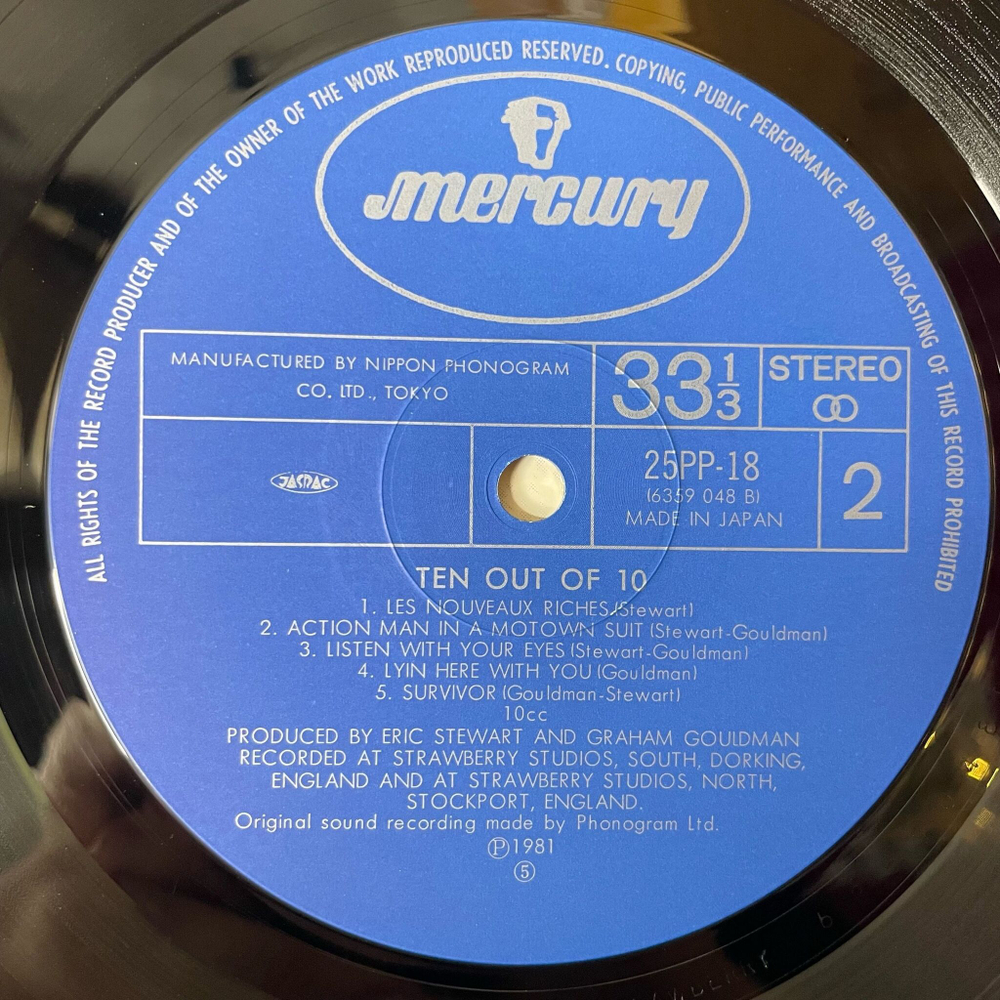 ALL RIGHTS OF THE RECORD PRODUCER AND OF THE OWNER OF THE WORK REPRODUCED RESERVED. COPYING, PUBLIC PERFORMANCE AND BROADCASTING OF THIS RECORD PROHIBITED
mercury
MANUFACTURED BY NIPPON PHONOGRAM
CO. LTD., TOKYO
33 1/3
STEREO
JASRAC
25PP-18
(6359 048 B)
MADE IN JAPAN
2
TEN OUT OF 10
1. LES NOUVEAUX RICHES (Stewart)
2. ACTION MAN IN A MOTOWN SUIT (Stewart-Gouldman)
3. LISTEN WITH YOUR EYES (Stewart-Gouldman)
4. LYIN HERE WITH YOU (Gouldman)
5. SURVIVOR (Gouldman-Stewart)
10cc
PRODUCED BY ERIC STEWART AND GRAHAM GOULDMAN
RECORDED AT STRAWBERRY STUDIOS, SOUTH, DORKING,
ENGLAND AND AT STRAWBERRY STUDIOS, NORTH,
STOCKPORT, ENGLAND.
Original sound recording made by Phonogram Ltd.
Ⓟ1981
⑤